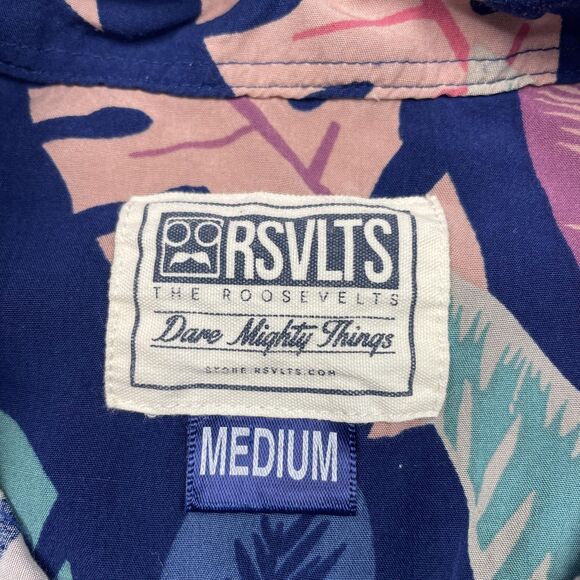 RSVLTS
THE ROOSEVELTS
Dare Mighty Things
STORE.RSVLTS.COM
MEDIUM